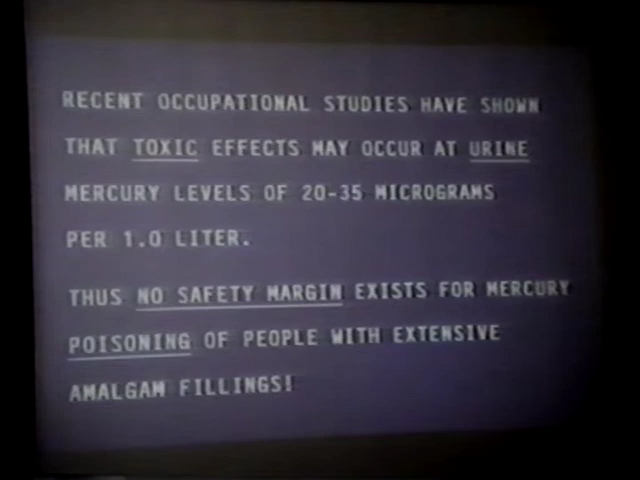 RECENT OCCUPATIONAL STUDIES HAVE SHOWN
THAT TOXIC EFFECTS MAY OCCUR AT URINE
MERCURY LEVELS OF 20-35 MICROGRAMS
PER 1.0 LITER.
THUS NO SAFETY MARGIN EXISTS FOR MERCURY
POISONING OF PEOPLE WITH EXTENSIVE
AMALGAM FILLINGS!